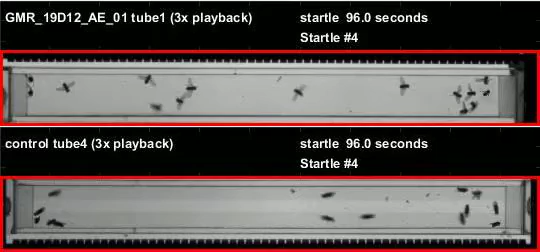 GMR_19D12_AE_01 tube1 (3x playback)
startle 96.0 seconds
Startle #4
control tube4 (3x playback)
startle 96.0 seconds
Startle #4